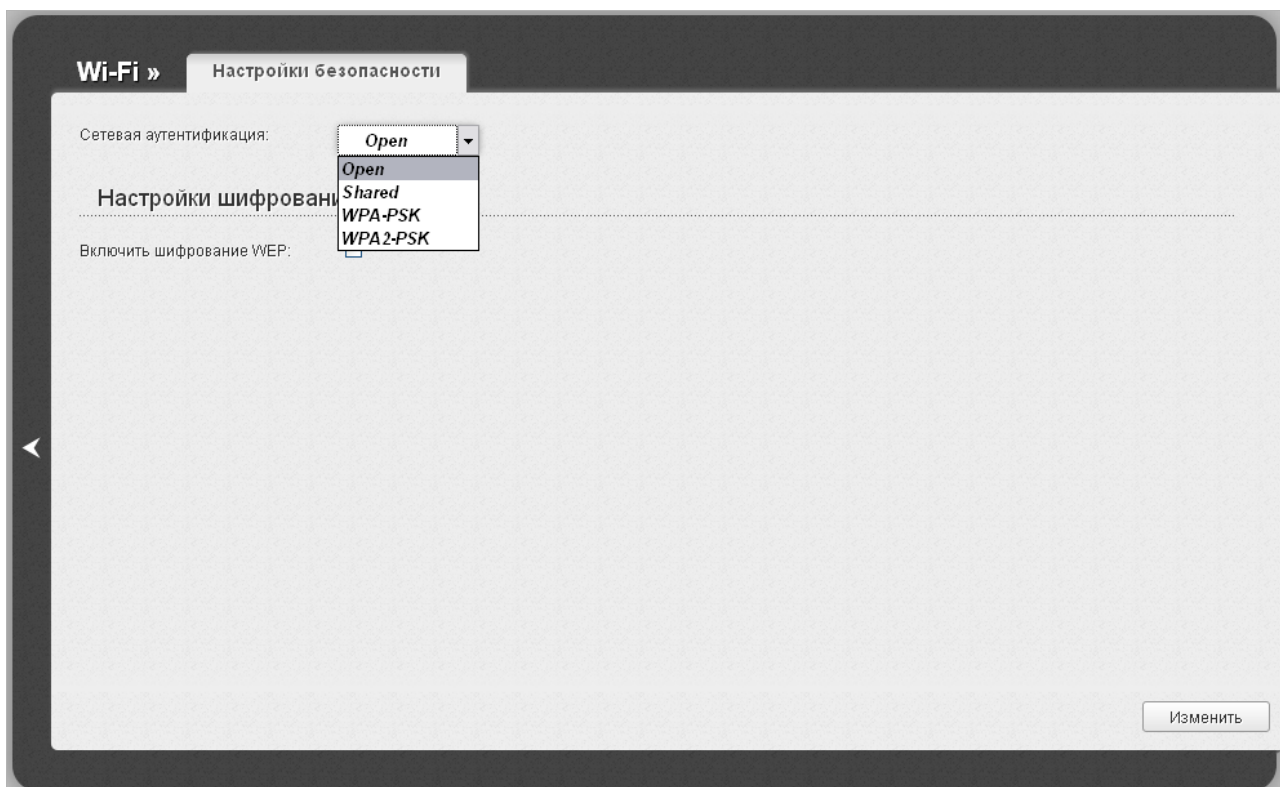 Wi-Fi » Настройки безопасности
Сетевая аутентификация: Open
Open
Shared
WPA-PSK
WPA2-PSK
Настройки шифровани
Включить шифрование WEP:
Изменить